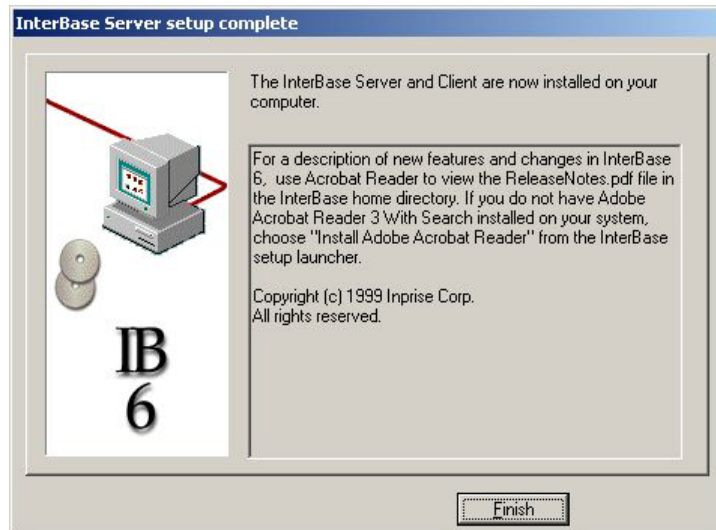 InterBase Server setup complete
The InterBase Server and Client are now installed on your
computer.
For a description of new features and changes in InterBase
6,  use Acrobat Reader to view the ReleaseNotes.pdf file in
the InterBase home directory. If you do not have Adobe
Acrobat Reader 3 With Search installed on your system,
choose "Install Adobe Acrobat Reader" from the InterBase
setup launcher.
Copyright (c) 1999 Inprise Corp.
All rights reserved.
IB
6
Finish